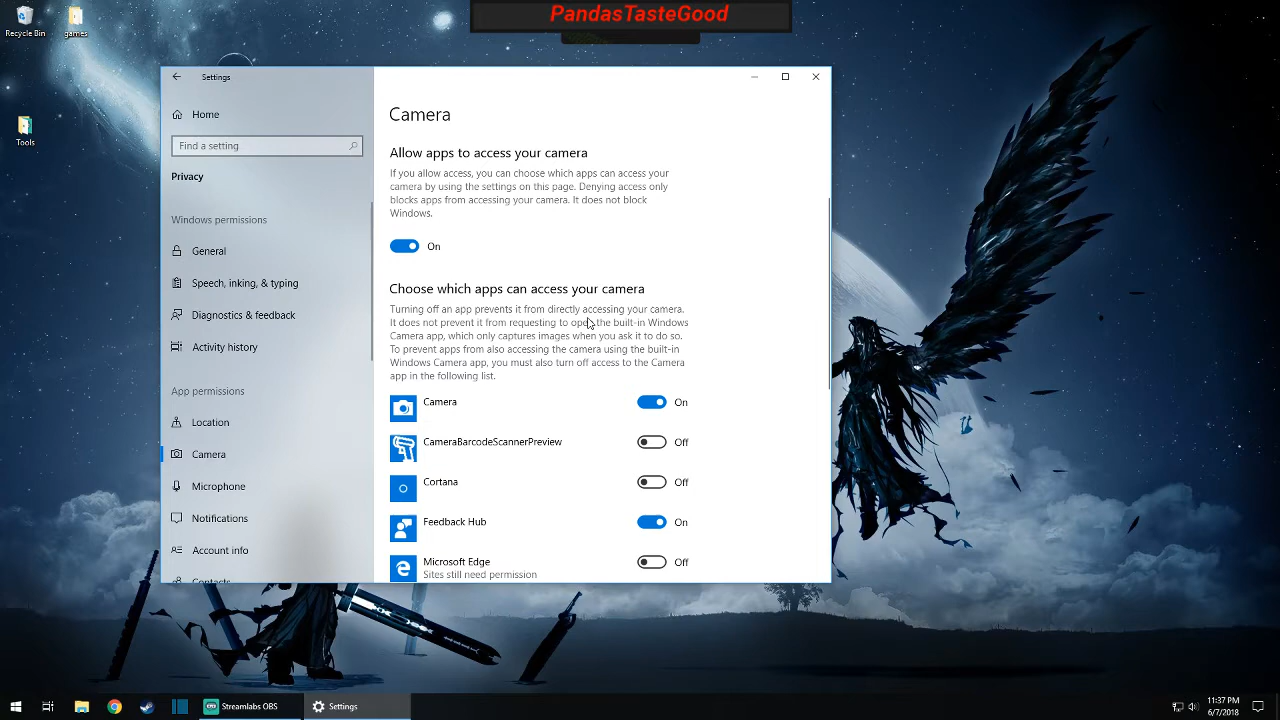 PandasTasteGood
Recycle Bin
games
Tools
Settings
Home
Find a setting
Privacy
Windows permissions
General
Speech, inking, & typing
Diagnostics & feedback
Activity history
App permissions
Location
Camera
Microphone
Notifications
Account info
Contacts
Camera
Allow apps to access your camera
If you allow access, you can choose which apps can access your
camera by using the settings on this page. Denying access only
blocks apps from accessing your camera. It does not block
Windows.
On
Choose which apps can access your camera
Turning off an app prevents it from directly accessing your camera.
It does not prevent it from requesting to open the built-in Windows
Camera app, which only captures images when you ask it to do so.
To prevent apps from also accessing the camera using the built-in
Windows Camera app, you must also turn off access to the Camera
app in the following list.
Camera On
CameraBarcodeScannerPreview Off
Cortana Off
Feedback Hub On
Microsoft Edge Off
Sites still need permission
Streamlabs OBS
Settings
11:37 PM
6/7/2018